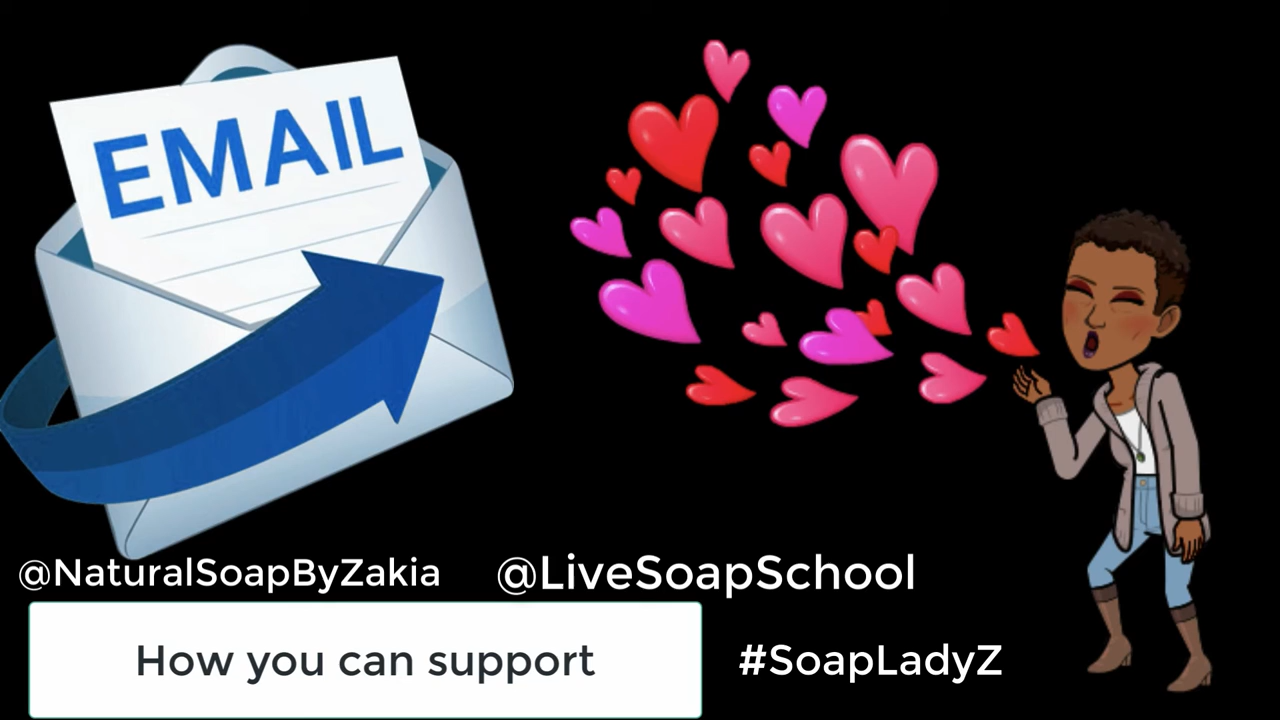 EMAIL
@NaturalSoapByZakia
@LiveSoapSchool
How you can support
#SoapLadyZ